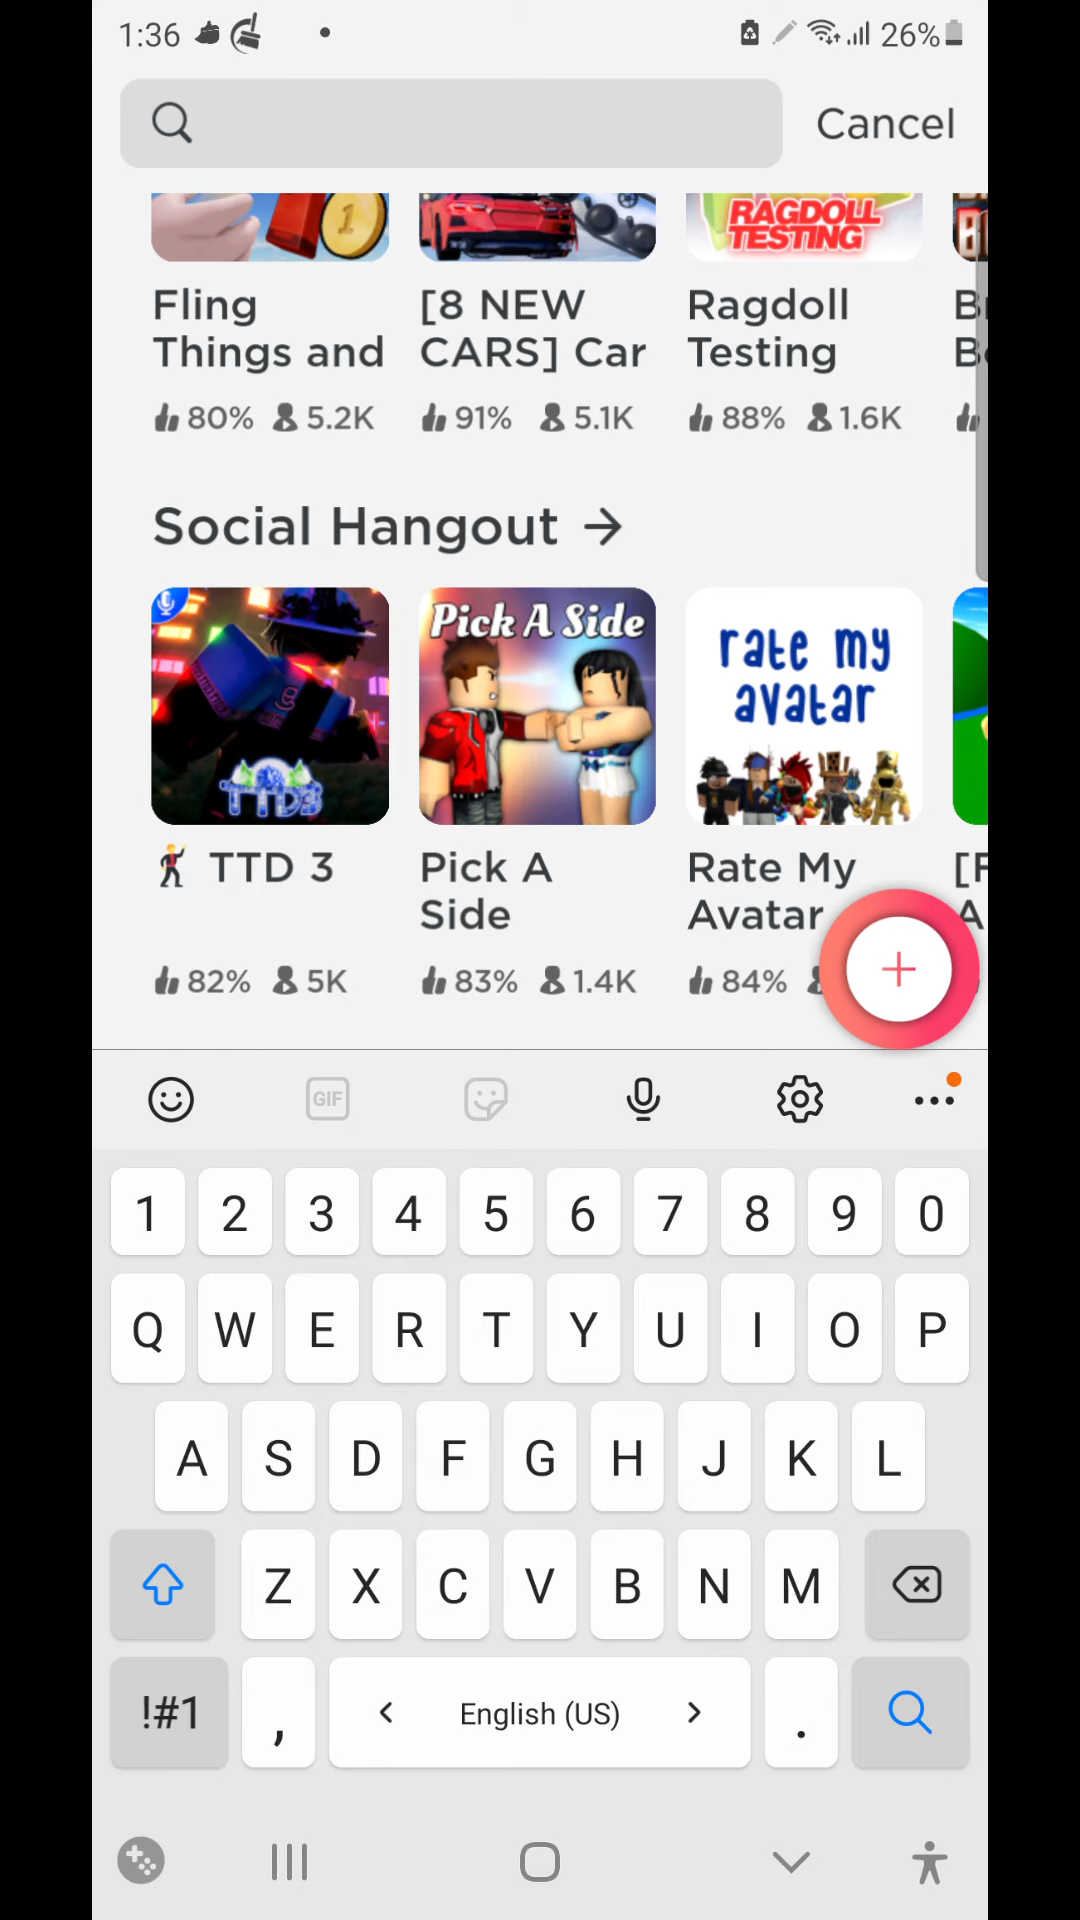 1:36 26%
Cancel
1
RAGDOLL
TESTING
Fling [8 NEW Ragdoll
Things and CARS] Car Testing
80% 5.2K 91% 5.1K 88% 1.6K
Social Hangout →
TTD3
Pick A Side
rate my
avatar
TTD 3 Pick A Rate My
Side Avatar
82% 5K 83% 1.4K 84%
GIF
1 2 3 4 5 6 7 8 9 0
Q W E R T Y U I O P
A S D F G H J K L
Z X C V B N M
!#1 , < English (US) > .